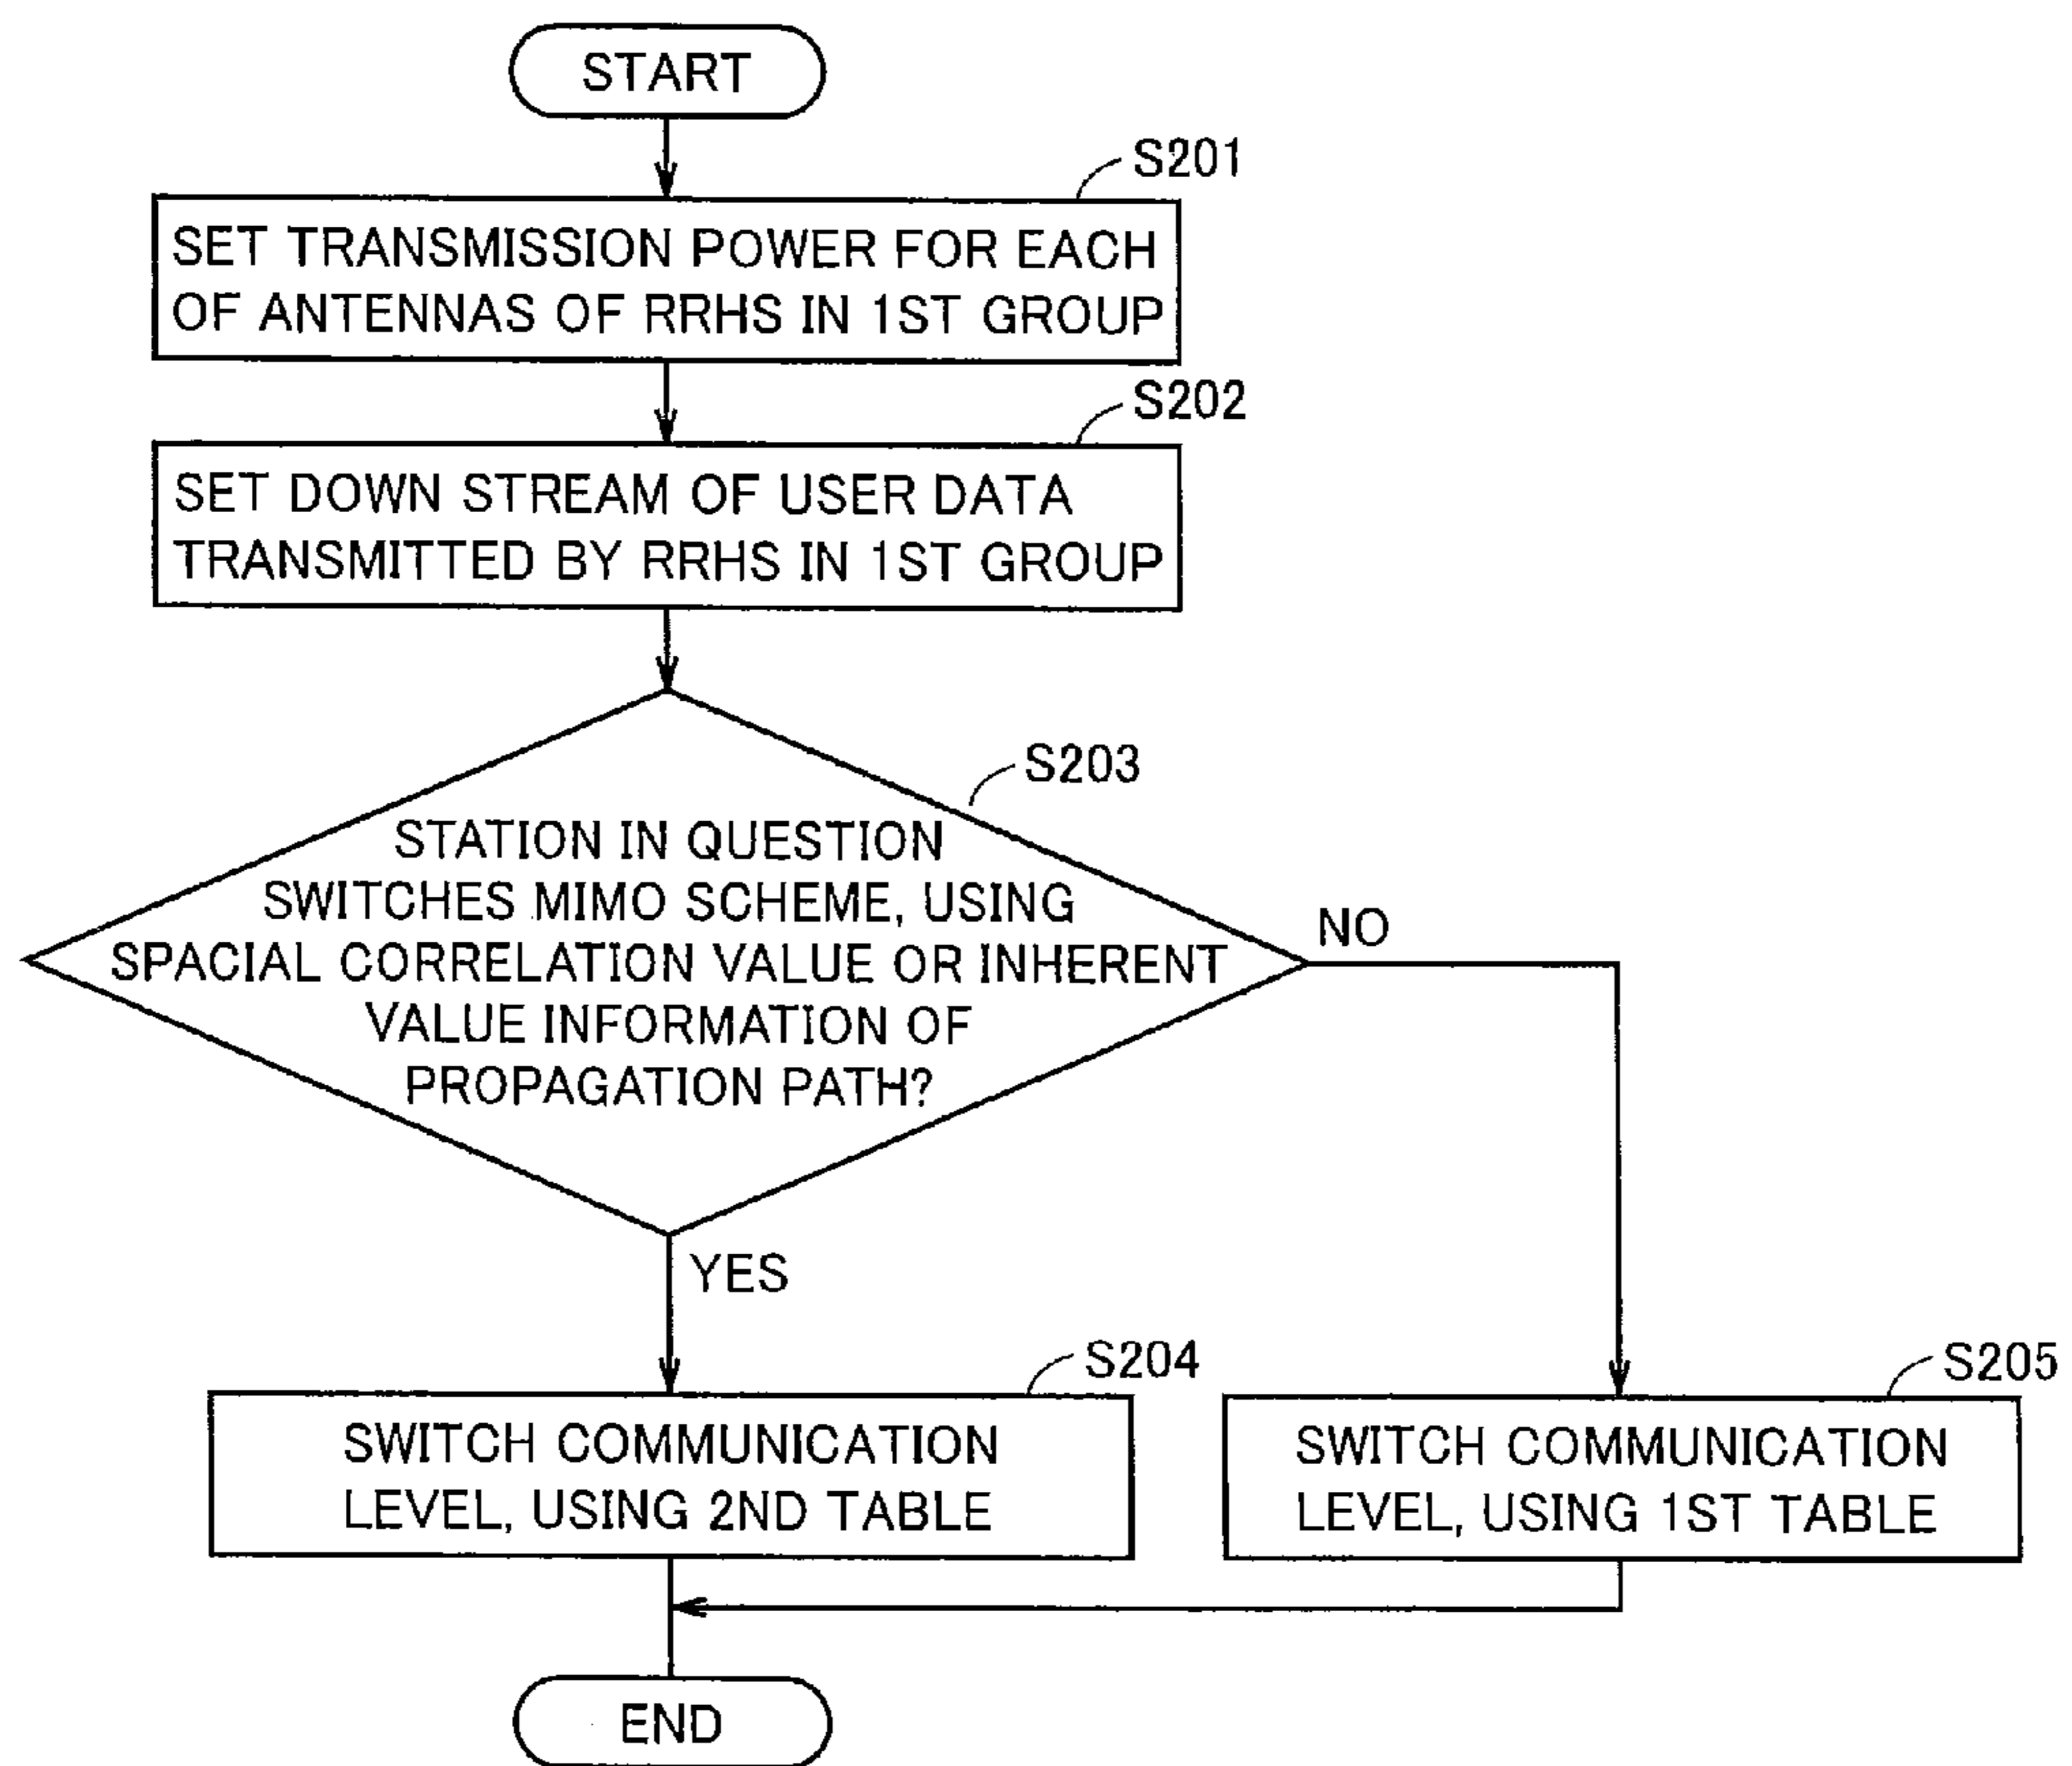 START
S201
SET TRANSMISSION POWER FOR EACH
OF ANTENNAS OF RRHS IN 1ST GROUP
S202
SET DOWN STREAM OF USER DATA
TRANSMITTED BY RRHS IN 1ST GROUP
S203
STATION IN QUESTION
SWITCHES MIMO SCHEME, USING
SPACIAL CORRELATION VALUE OR INHERENT
VALUE INFORMATION OF
PROPAGATION PATH?
NO
YES
S204
SWITCH COMMUNICATION
LEVEL, USING 2ND TABLE
S205
SWITCH COMMUNICATION
LEVEL, USING 1ST TABLE
END